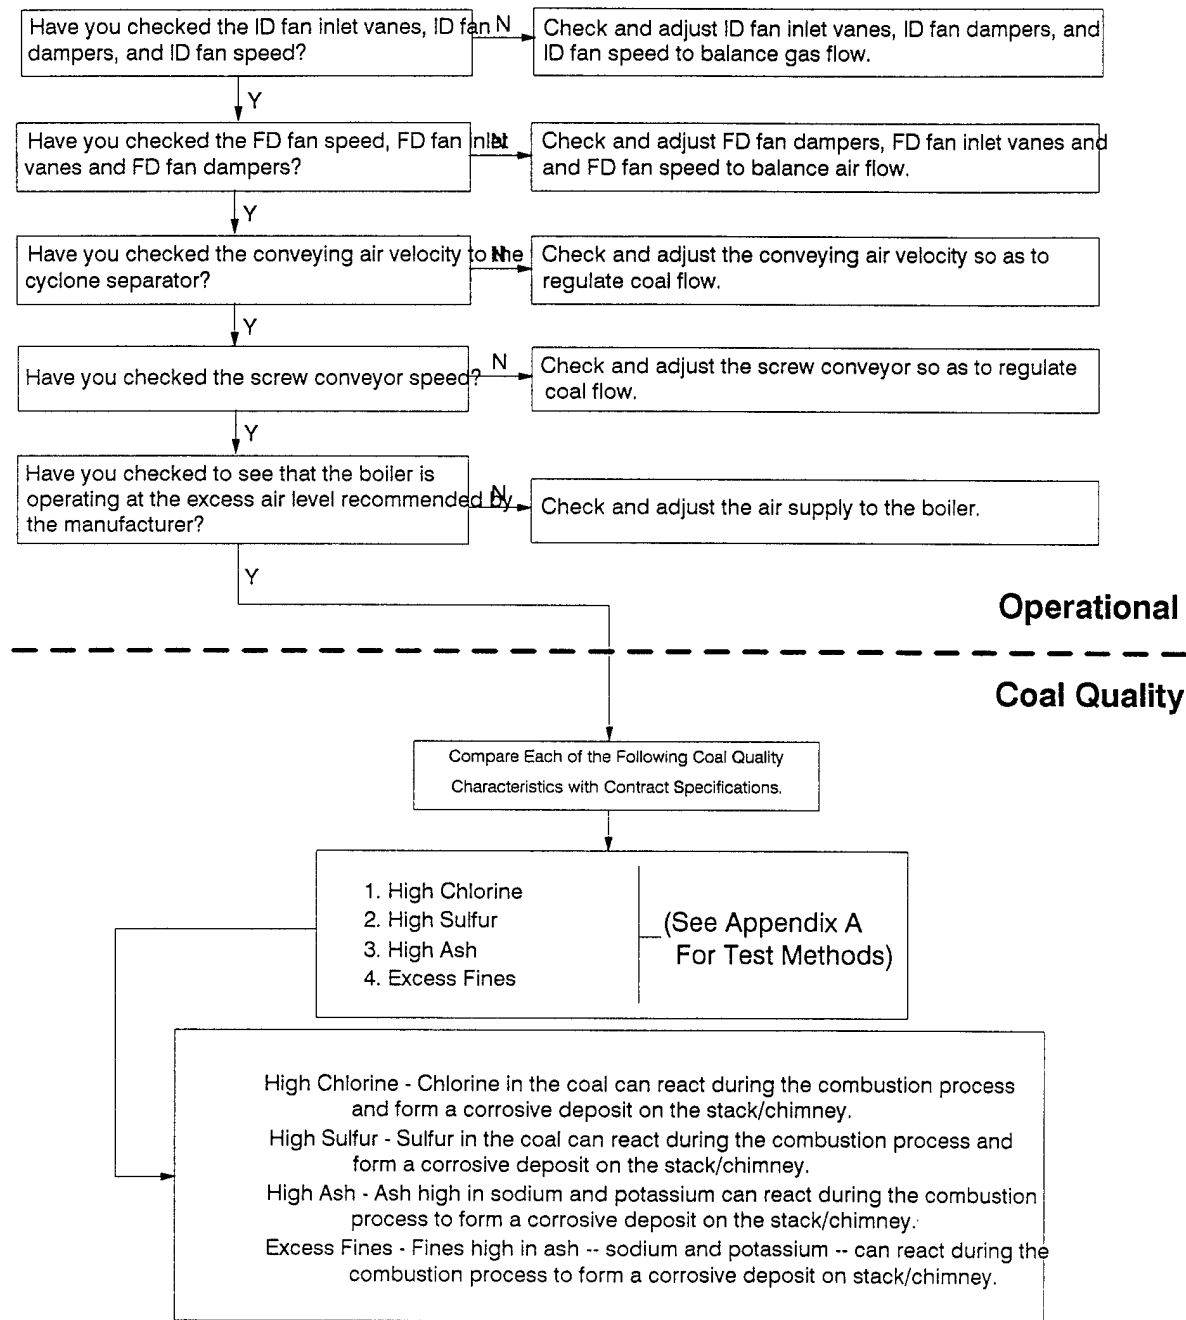 Have you checked the ID fan inlet vanes, ID fan
dampers, and ID fan speed?
N
Check and adjust ID fan inlet vanes, ID fan dampers, and
ID fan speed to balance gas flow.
Y
Have you checked the FD fan speed, FD fan inlet
vanes and FD fan dampers?
N
Check and adjust FD fan dampers, FD fan inlet vanes and
and FD fan speed to balance air flow.
Y
Have you checked the conveying air velocity to the
cyclone separator?
N
Check and adjust the conveying air velocity so as to
regulate coal flow.
Y
Have you checked the screw conveyor speed?
N
Check and adjust the screw conveyor so as to regulate
coal flow.
Y
Have you checked to see that the boiler is
operating at the excess air level recommended by
the manufacturer?
N
Check and adjust the air supply to the boiler.
Y
Operational
Coal Quality
Compare Each of the Following Coal Quality
Characteristics with Contract Specifications.
1. High Chlorine
2. High Sulfur
3. High Ash
4. Excess Fines
(See Appendix A
For Test Methods)
High Chlorine - Chlorine in the coal can react during the combustion process
and form a corrosive deposit on the stack/chimney.
High Sulfur - Sulfur in the coal can react during the combustion process and
form a corrosive deposit on the stack/chimney.
High Ash - Ash high in sodium and potassium can react during the combustion
process to form a corrosive deposit on the stack/chimney.
Excess Fines - Fines high in ash -- sodium and potassium -- can react during the
combustion process to form a corrosive deposit on stack/chimney.